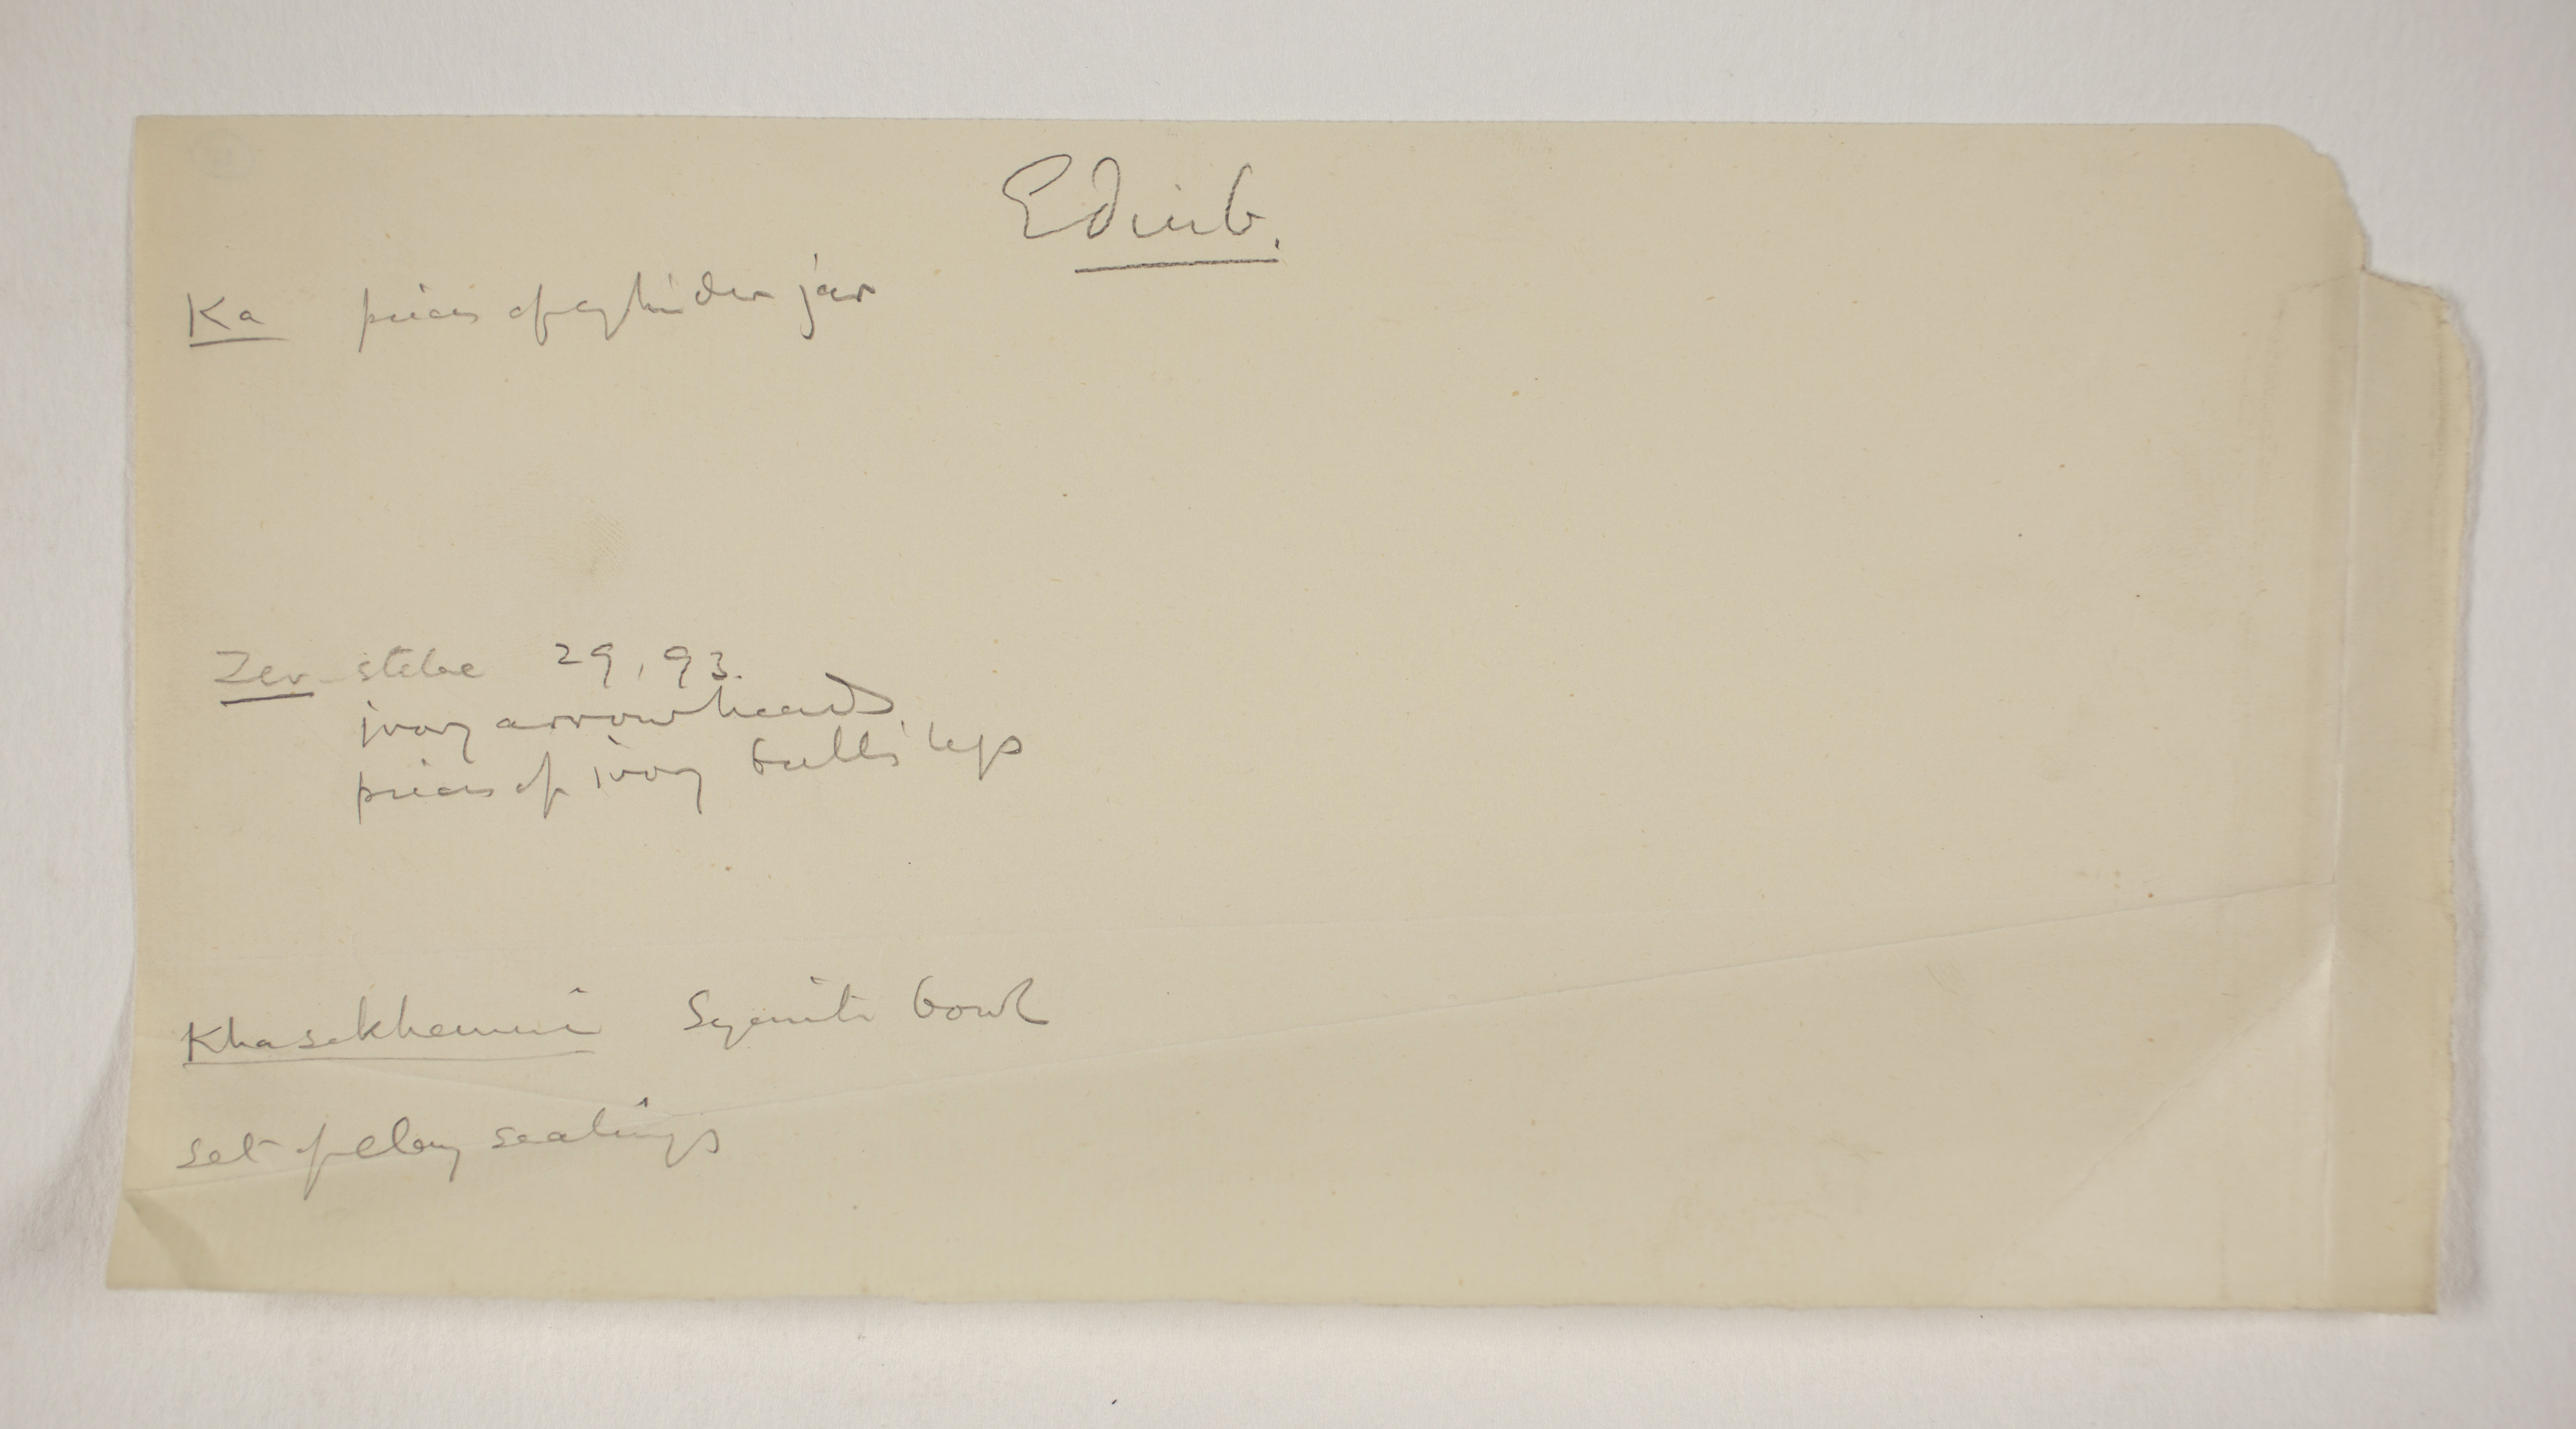 Edinb.
Ka pieces of cylinder jar
Zer stelae 29, 93.
ivory arrowheads.
pieces of ivory bulls' legs
Khasekhemui Syenite bowl
set of clay sealings